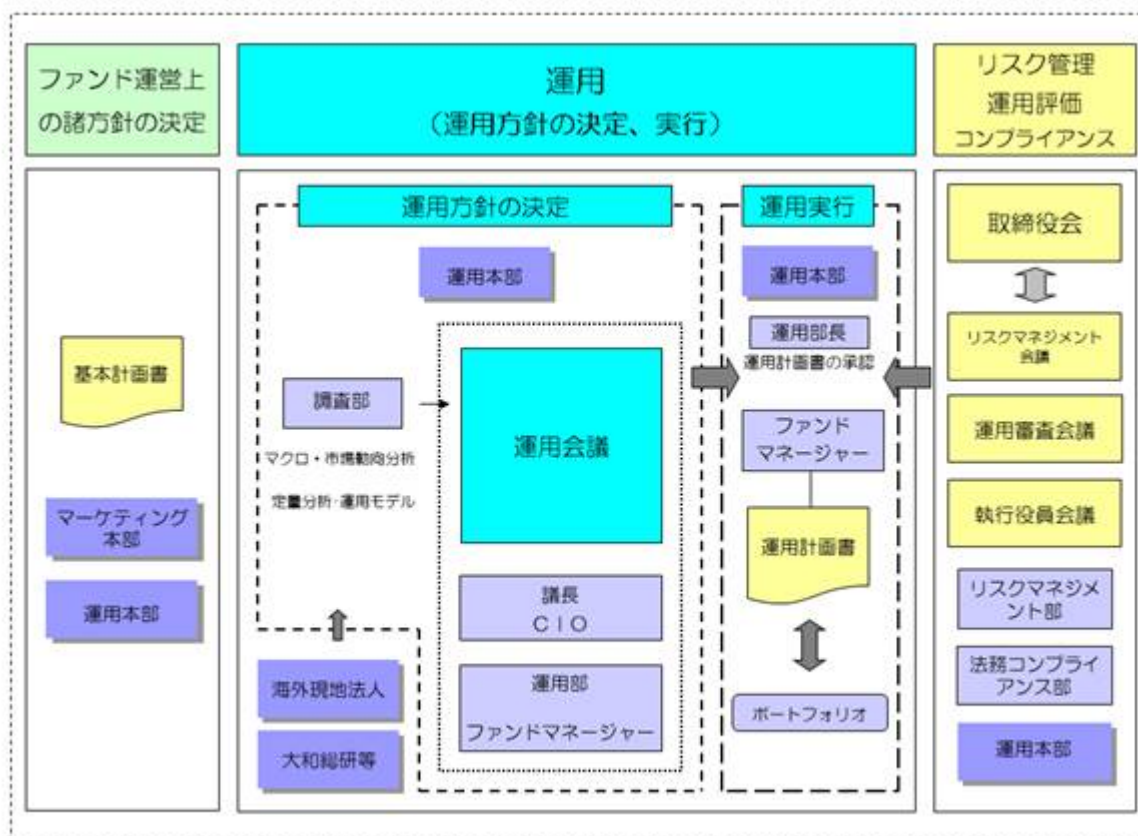 ファンド運営上
の諸方針の決定
運用
(運用方針の決定、実行)
リスク管理
運用評価
コンプライアンス
基本計画書
マーケティング
本部
運用本部
運用方針の決定
運用本部
調査部
マクロ・市場動向分析
定量分析・運用モデル
運用会議
議長
CIO
運用部
ファンドマネージャー
海外現地法人
大和総研等
運用実行
運用本部
運用部長
運用計画書の承認
ファンド
マネージャー
運用計画書
ポートフォリオ
取締役会
リスクマネジメント
会議
運用審査会議
執行役員会議
リスクマネジメ
ント部
法務コンプライ
アンス部
運用本部